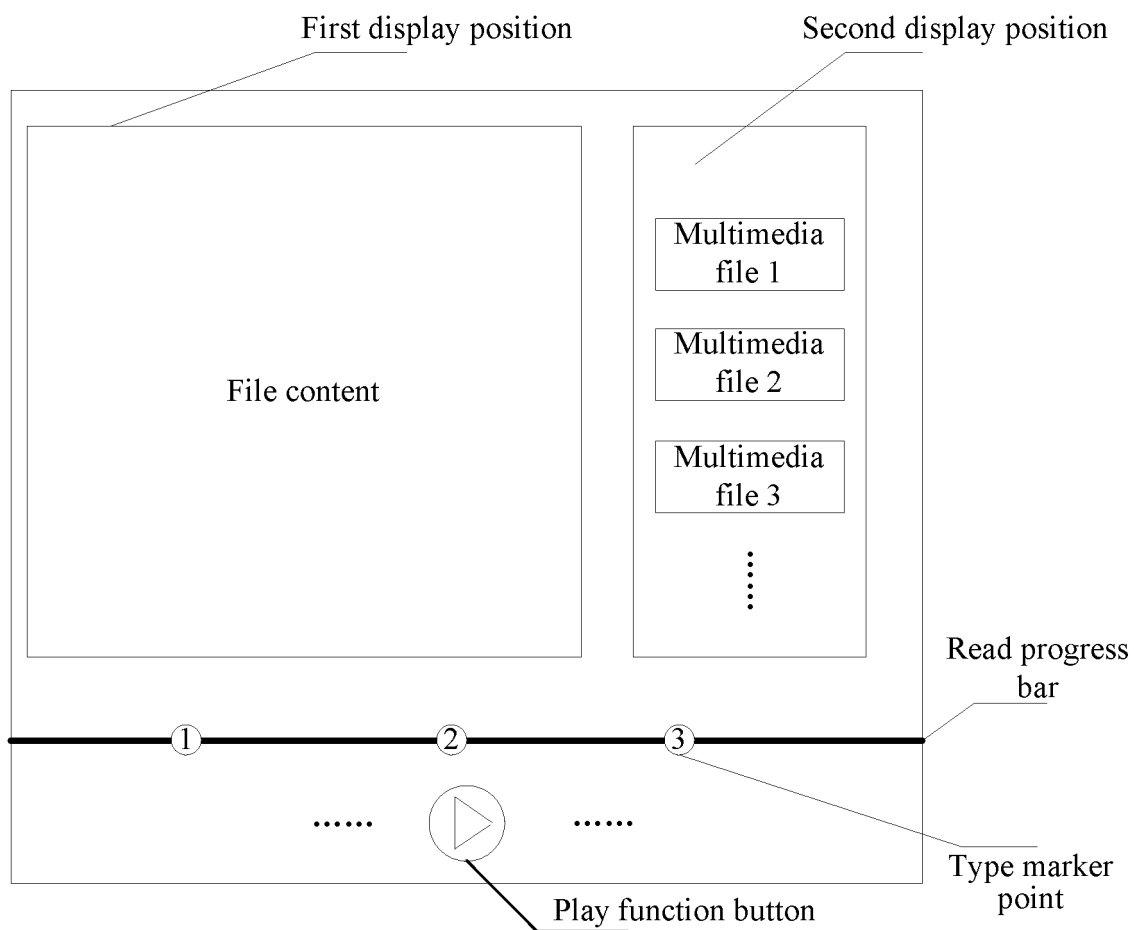 First display position
Second display position
Multimedia
file 1
Multimedia
file 2
File content
Multimedia
file 3
Read progress
bar
1
2
3
Type marker
point
Play function button